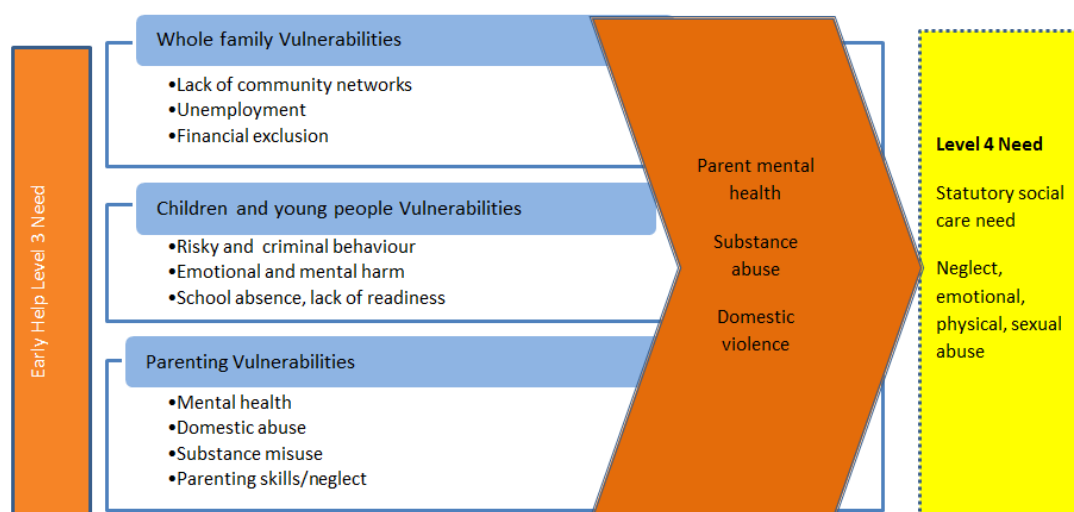 Early Help Level 3 Need
Whole family Vulnerabilities
•Lack of community networks
•Unemployment
•Financial exclusion
Children and young people Vulnerabilities
•Risky and criminal behaviour
•Emotional and mental harm
•School absence, lack of readiness
Parenting Vulnerabilities
•Mental health
•Domestic abuse
•Substance misuse
•Parenting skills/neglect
Parent mental
health
Substance
abuse
Domestic
violence
Level 4 Need
Statutory social
care need
Neglect,
emotional,
physical, sexual
abuse